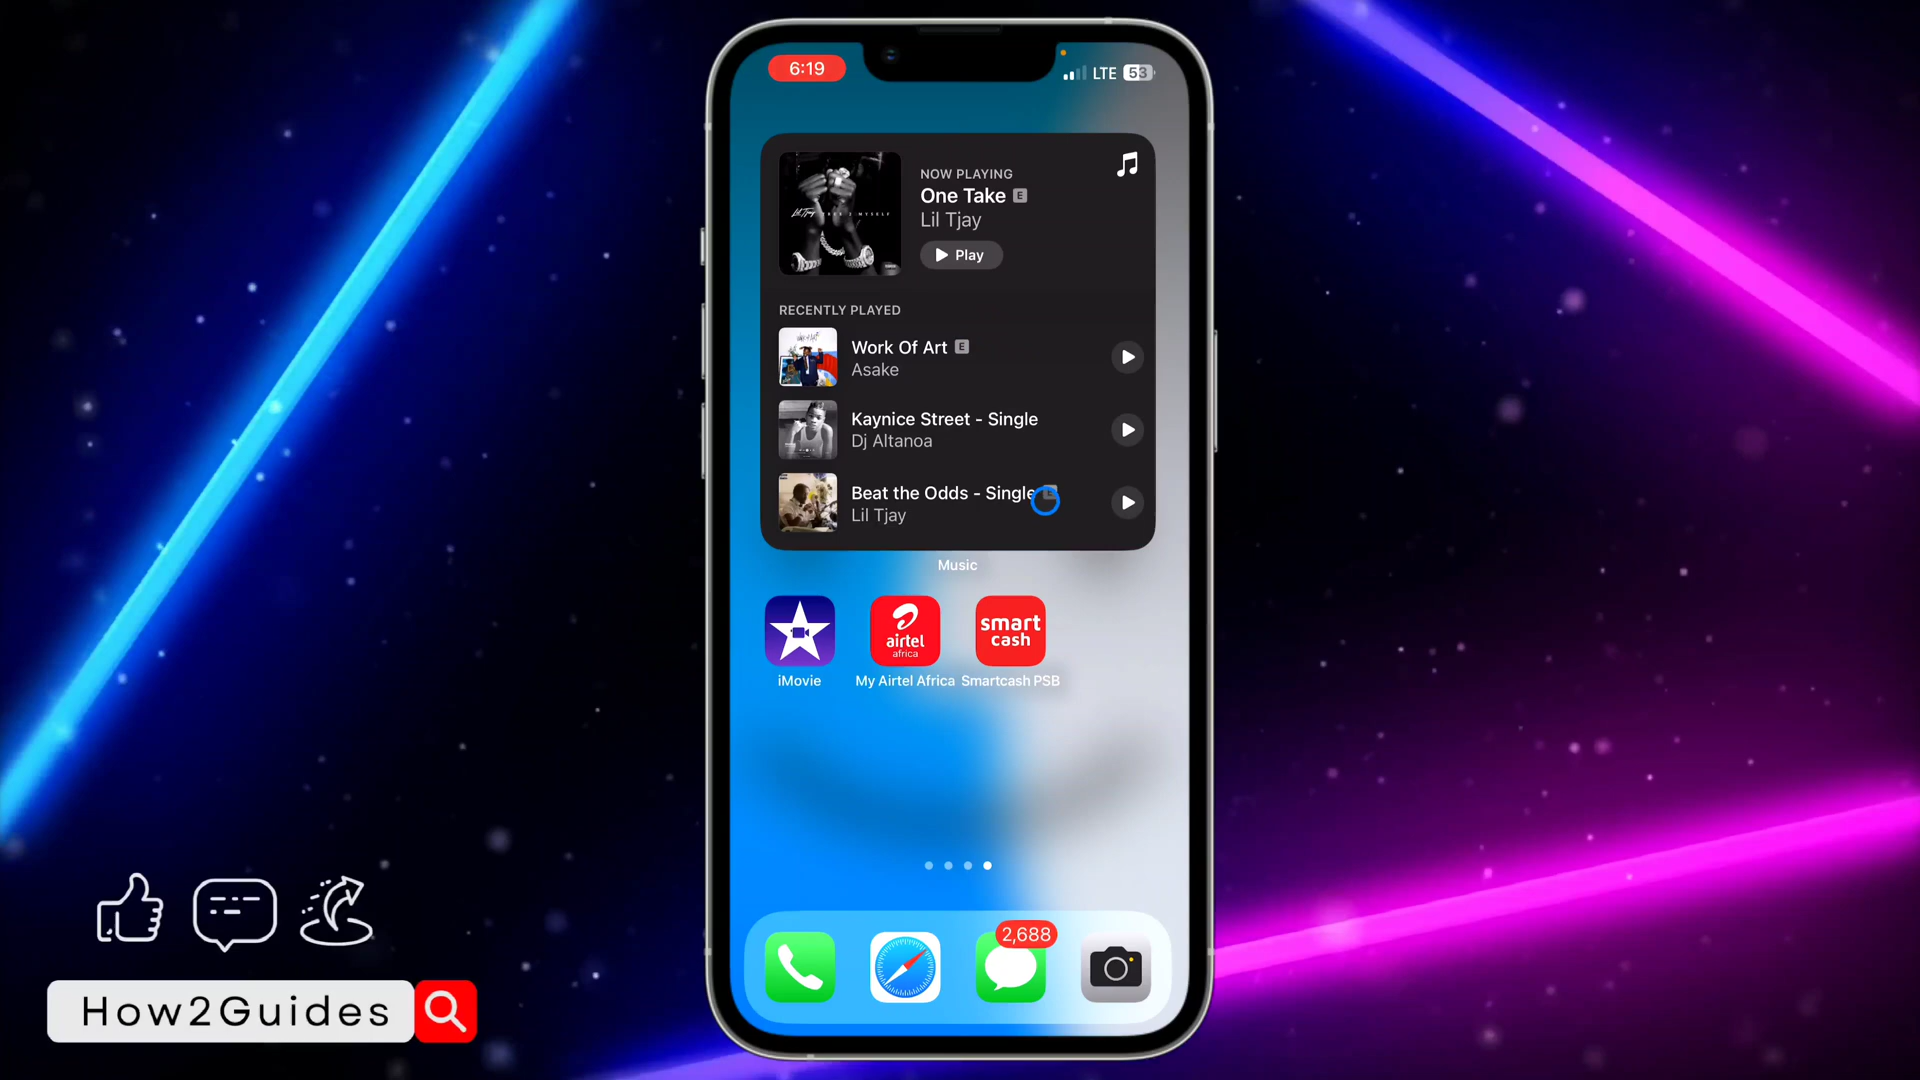 6:19
LTE 53
NOW PLAYING
One Take E
Lil Tjay
Play
RECENTLY PLAYED
Work Of Art E
Asake
Kaynice Street - Single
Dj Altanoa
Beat the Odds - Single E
Lil Tjay
Music
airtel
africa
smart
cash
iMovie
My Airtel Africa
Smartcash PSB
2,688
How2Guides